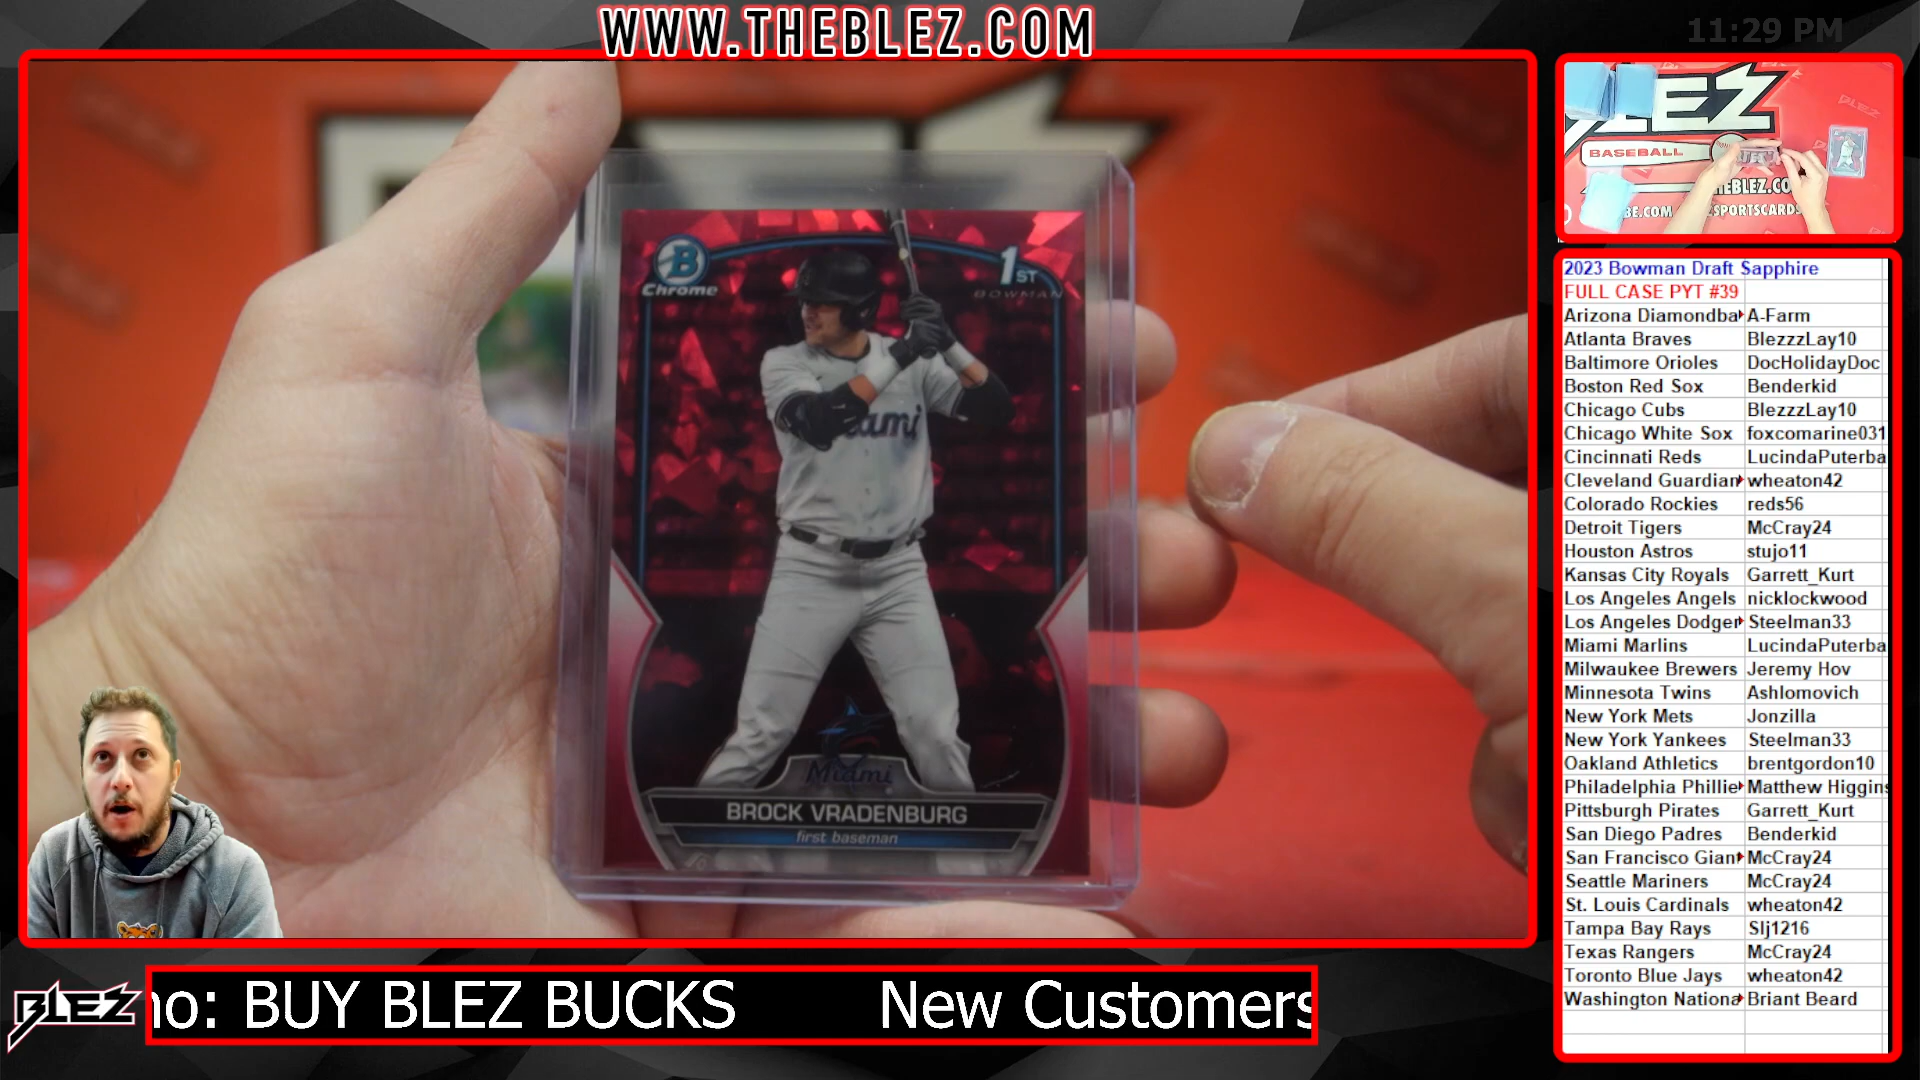 WWW.THEBLEZ.COM
11:29 PM
B
Chrome
1ST
BOWMAN
Miami
BROCK VRADENBURG
first baseman
BLEZ
BASEBALL
BLEZ
no: BUY BLEZ BUCKS New Customers
2023 Bowman Draft Sapphire
FULL CASE PYT #39
Arizona Diamondba A-Farm
Atlanta Braves BlezzzLay10
Baltimore Orioles DocHolidayDoc
Boston Red Sox Benderkid
Chicago Cubs BlezzzLay10
Chicago White Sox foxcomarine031
Cincinnati Reds LucindaPuterba
Cleveland Guardian wheaton42
Colorado Rockies reds56
Detroit Tigers McCray24
Houston Astros stujo11
Kansas City Royals Garrett_Kurt
Los Angeles Angels nicklockwood
Los Angeles Dodger Steelman33
Miami Marlins LucindaPuterba
Milwaukee Brewers Jeremy Hov
Minnesota Twins Ashlomovich
New York Mets Jonzilla
New York Yankees Steelman33
Oakland Athletics brentgordon10
Philadelphia Phillie Matthew Higgins
Pittsburgh Pirates Garrett_Kurt
San Diego Padres Benderkid
San Francisco Gian McCray24
Seattle Mariners McCray24
St. Louis Cardinals wheaton42
Tampa Bay Rays Slj1216
Texas Rangers McCray24
Toronto Blue Jays wheaton42
Washington Nationa Briant Beard